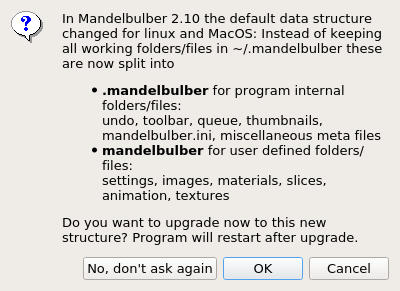 In Mandelbulber 2.10 the default data structure
changed for linux and MacOS: Instead of keeping
all working folders/files in ~/.mandelbulber these
are now split into
• .mandelbulber for program internal
folders/files:
undo, toolbar, queue, thumbnails,
mandelbulber.ini, miscellaneous meta files
• mandelbulber for user defined folders/
files:
settings, images, materials, slices,
animation, textures
Do you want to upgrade now to this new
structure? Program will restart after upgrade.
No, don't ask again
OK
Cancel